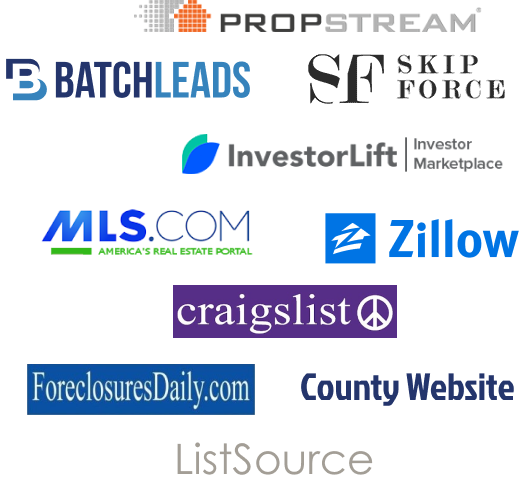 PROPSTREAM®
BATCHLEADS
SF SKIP FORCE
InvestorLift Investor Marketplace
MLS.COM
AMERICA'S REAL ESTATE PORTAL
Zillow
craigslist
ForeclosuresDaily.com
County Website
ListSource